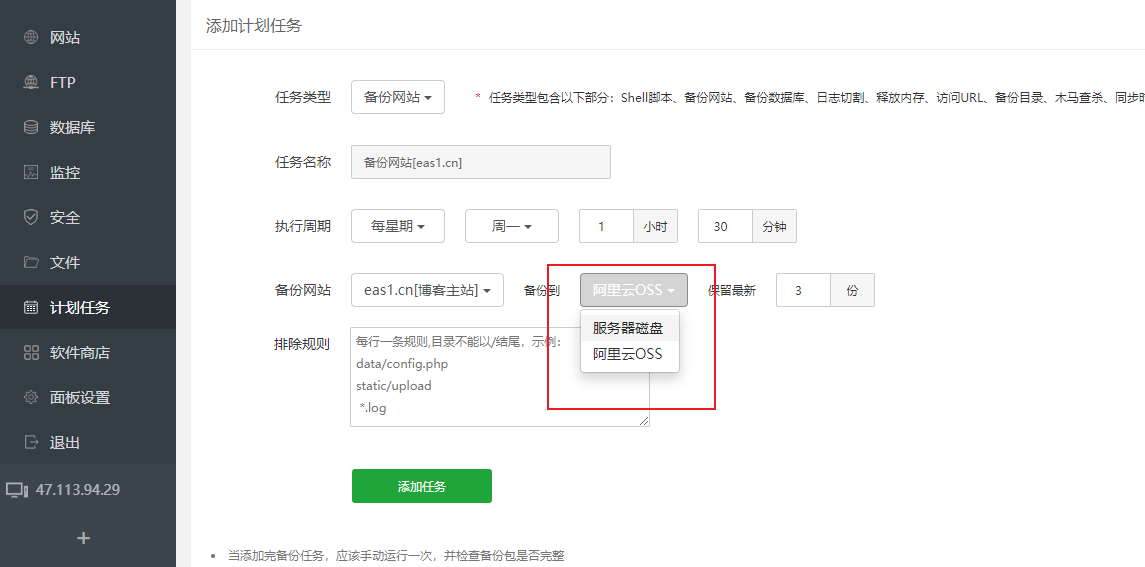 网站
FTP
数据库
监控
安全
文件
计划任务
软件商店
面板设置
退出
47.113.94.29
+
添加计划任务
任务类型 备份网站 * 任务类型包含以下部分：Shell脚本、备份网站、备份数据库、日志切割、释放内存、访问URL、备份目录、木马查杀、同步时
任务名称 备份网站[eas1.cn]
执行周期 每星期 周一 1 小时 30 分钟
备份网站 eas1.cn[博客主站] 备份到 阿里云OSS 保留最新 3 份
服务器磁盘
阿里云OSS
排除规则 每行一条规则,目录不能以/结尾，示例：
data/config.php
static/upload
*.log
添加任务
当添加完备份任务，应该手动运行一次，并检查备份包是否完整